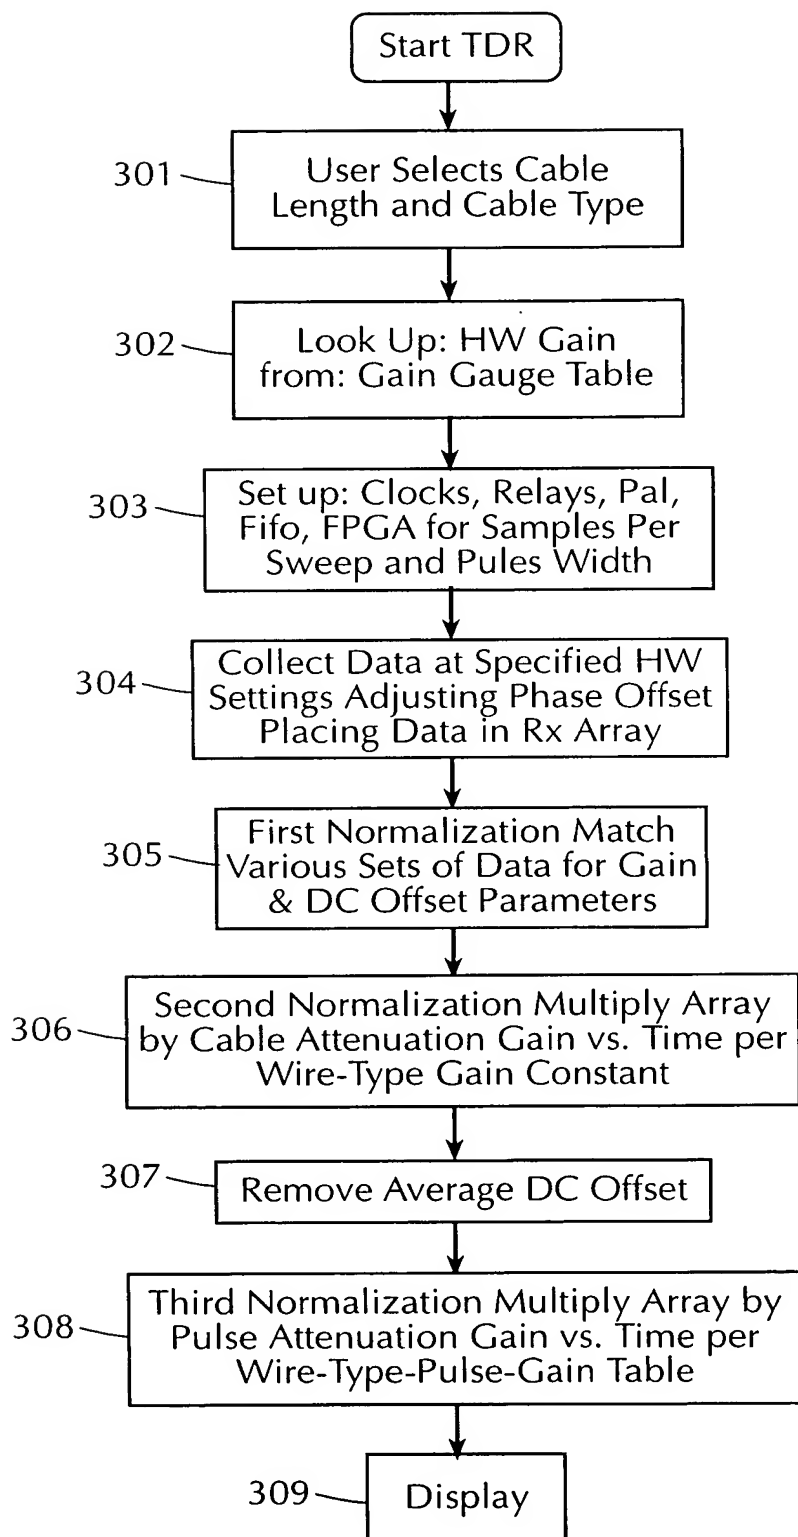 Start TDR
301
User Selects Cable
Length and Cable Type
302
Look Up: HW Gain
from: Gain Gauge Table
303
Set up: Clocks, Relays, Pal,
Fifo, FPGA for Samples Per
Sweep and Pules Width
304
Collect Data at Specified HW
Settings Adjusting Phase Offset
Placing Data in Rx Array
305
First Normalization Match
Various Sets of Data for Gain
& DC Offset Parameters
306
Second Normalization Multiply Array
by Cable Attenuation Gain vs. Time per
Wire-Type Gain Constant
307
Remove Average DC Offset
308
Third Normalization Multiply Array by
Pulse Attenuation Gain vs. Time per
Wire-Type-Pulse-Gain Table
309
Display